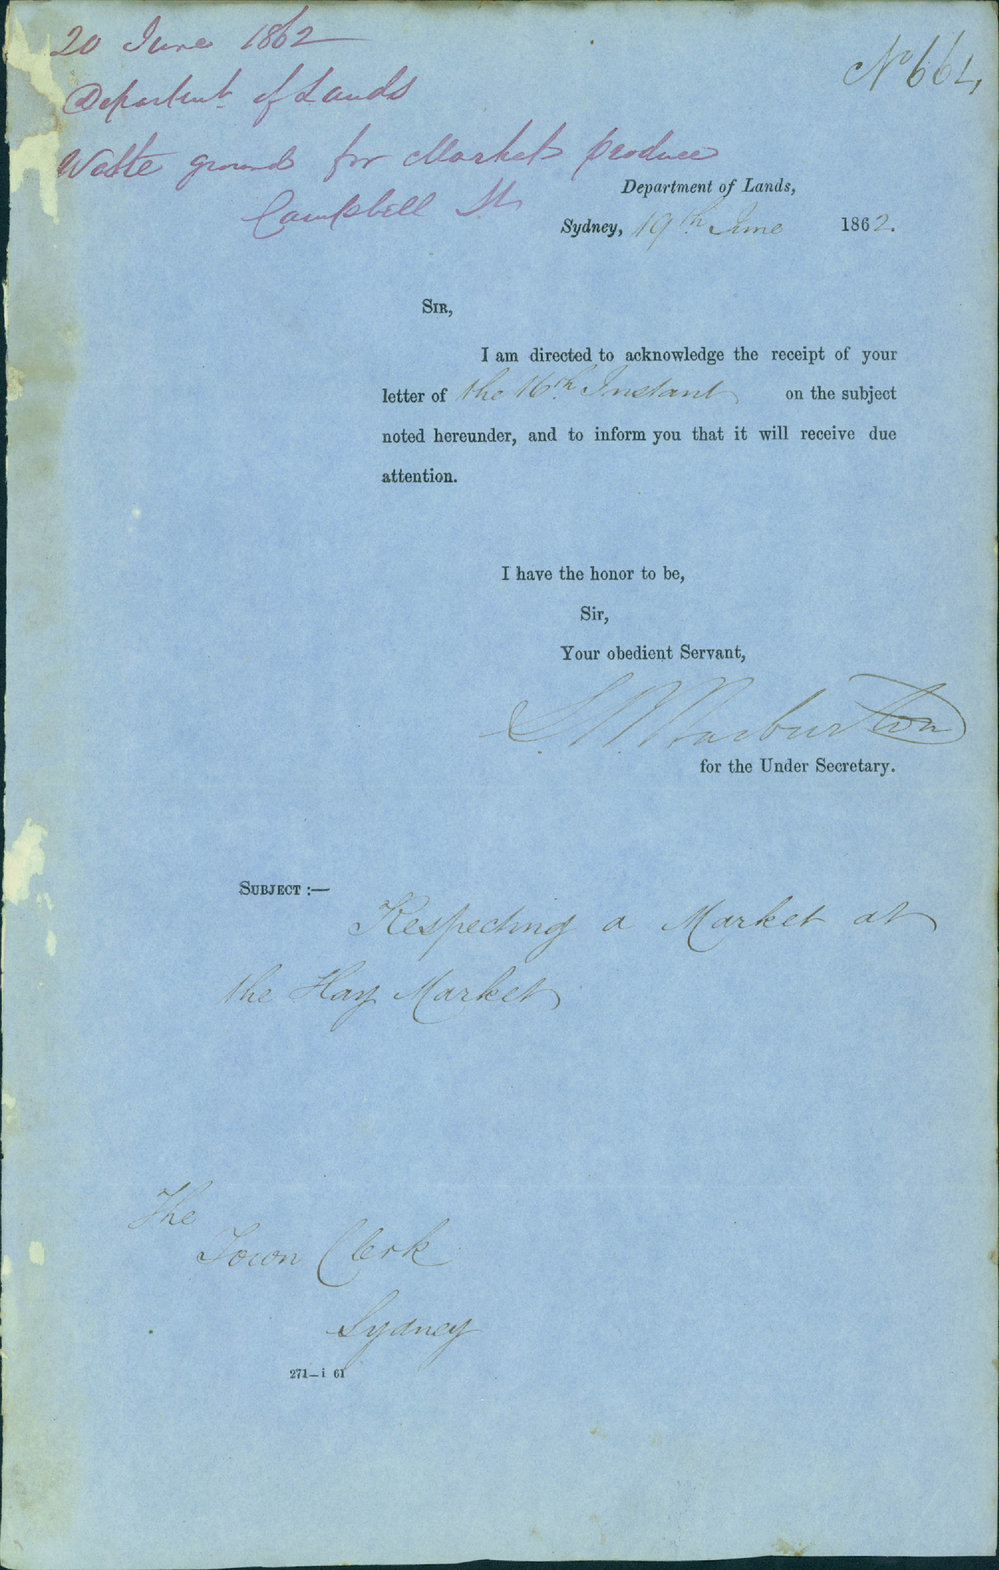 20 June 1862
Nº 664
Department of Lands
Waste ground for Market produce
Campbell St
Department of Lands,
Sydney, 19th June 1862.
SIR,
I am directed to acknowledge the receipt of your
letter of the 16th Instant on the subject
noted hereunder, and to inform you that it will receive due
attention.
I have the honor to be,
Sir,
Your obedient Servant,
Warburton
for the Under Secretary.
SUBJECT :—
Respecting a Market at
the Hay Market
The
Town Clerk
Sydney
271—i 61